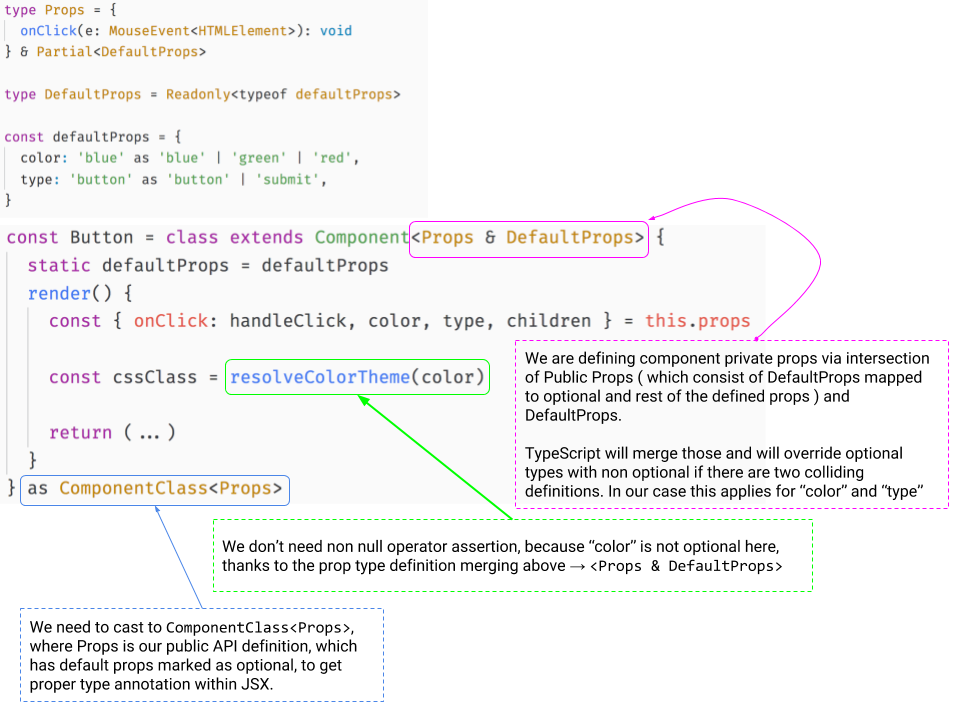 type Props = {
onClick(e: MouseEvent<HTMLElement>): void
} & Partial<DefaultProps>
type DefaultProps = Readonly<typeof defaultProps>
const defaultProps = {
color: 'blue' as 'blue' | 'green' | 'red',
type: 'button' as 'button' | 'submit',
}
const Button = class extends Component<Props & DefaultProps> {
static defaultProps = defaultProps
render() {
const { onClick: handleClick, color, type, children } = this.props
const cssClass = resolveColorTheme(color)
return (...)
}
} as ComponentClass<Props>
We are defining component private props via intersection
of Public Props ( which consist of DefaultProps mapped
to optional and rest of the defined props ) and
DefaultProps.
TypeScript will merge those and will override optional
types with non optional if there are two colliding
definitions. In our case this applies for “color” and “type”
We don’t need non null operator assertion, because “color” is not optional here,
thanks to the prop type definition merging above → <Props & DefaultProps>
We need to cast to ComponentClass<Props>,
where Props is our public API definition, which
has default props marked as optional, to get
proper type annotation within JSX.